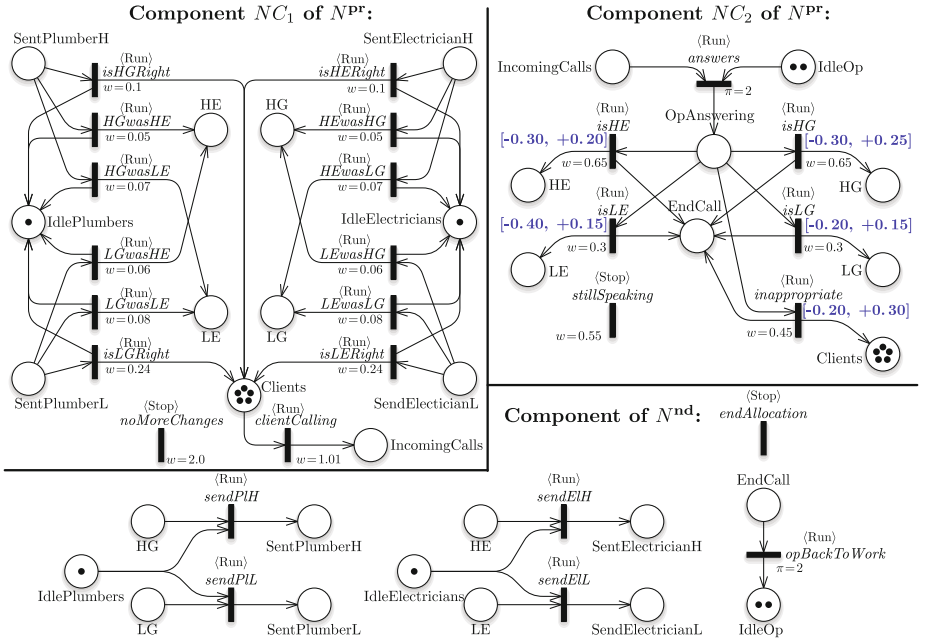 Component NC₁ of Nᵖʳ:
SentPlumberH
⟨Run⟩
isHGRight
w=0.1
⟨Run⟩
HGwasHE
w=0.05
⟨Run⟩
HGwasLE
w=0.07
HE
IdlePlumbers
⟨Run⟩
LGwasHE
w=0.06
⟨Run⟩
LGwasLE
w=0.08
⟨Run⟩
isLGRight
w=0.24
LE
SentPlumberL
SentElectricianH
⟨Run⟩
isHERight
w=0.1
⟨Run⟩
HEwasHG
w=0.05
⟨Run⟩
HEwasLG
w=0.07
HG
IdleElectricians
⟨Run⟩
LEwasHG
w=0.06
⟨Run⟩
LEwasLG
w=0.08
⟨Run⟩
isLERight
w=0.24
LG
SendElecticianL
Clients
⟨Stop⟩
noMoreChanges
w=2.0
⟨Run⟩
clientCalling
w=1.01
IncomingCalls
Component NC₂ of Nᵖʳ:
IncomingCalls
⟨Run⟩
answers
π=2
IdleOp
OpAnswering
⟨Run⟩
isHE
[-0.30, +0.20]
w=0.65
HE
⟨Run⟩
isHG
[-0.30, +0.25]
w=0.65
HG
EndCall
⟨Run⟩
isLE
[-0.40, +0.15]
w=0.3
LE
⟨Run⟩
isLG
[-0.20, +0.15]
w=0.3
LG
⟨Stop⟩
stillSpeaking
w=0.55
⟨Run⟩
inappropriate
[-0.20, +0.30]
w=0.45
Clients
Component of Nⁿᵈ:
⟨Stop⟩
endAllocation
⟨Run⟩
sendPlH
HG
SentPlumberH
IdlePlumbers
⟨Run⟩
sendPlL
LG
SentPlumberL
⟨Run⟩
sendElH
HE
SentElectricianH
IdleElectricians
⟨Run⟩
sendElL
LE
SendElectricianL
EndCall
⟨Run⟩
opBackToWork
π=2
IdleOp